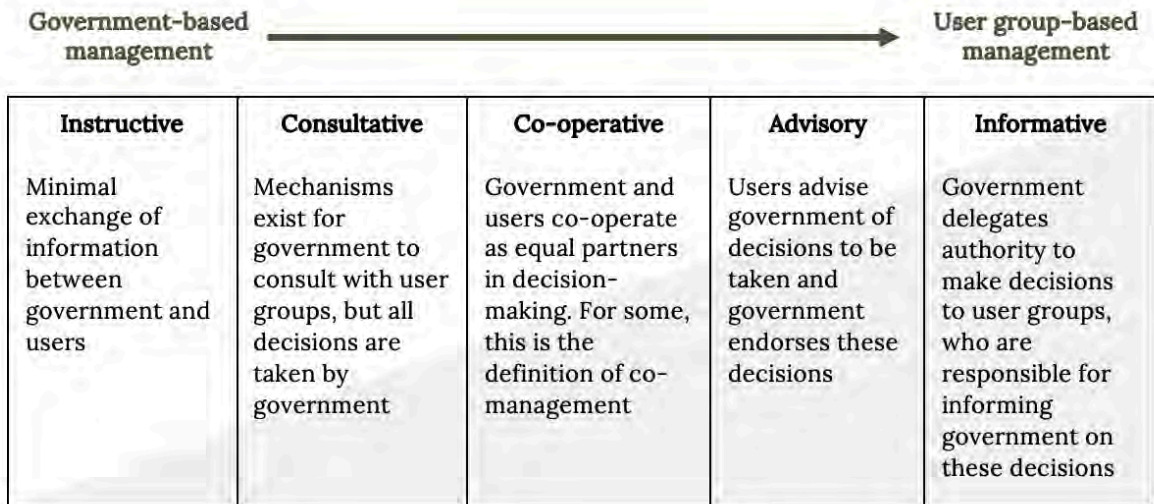 Government-based
management
User group-based
management
Instructive
Minimal
exchange of
information
between
government and
users
Consultative
Mechanisms
exist for
government to
consult with user
groups, but all
decisions are
taken by
government
Co-operative
Government and
users co-operate
as equal partners
in decision-
making. For some,
this is the
definition of co-
management
Advisory
Users advise
government of
decisions to be
taken and
government
endorses these
decisions
Informative
Government
delegates
authority to
make decisions
to user groups,
who are
responsible for
informing
government on
these decisions